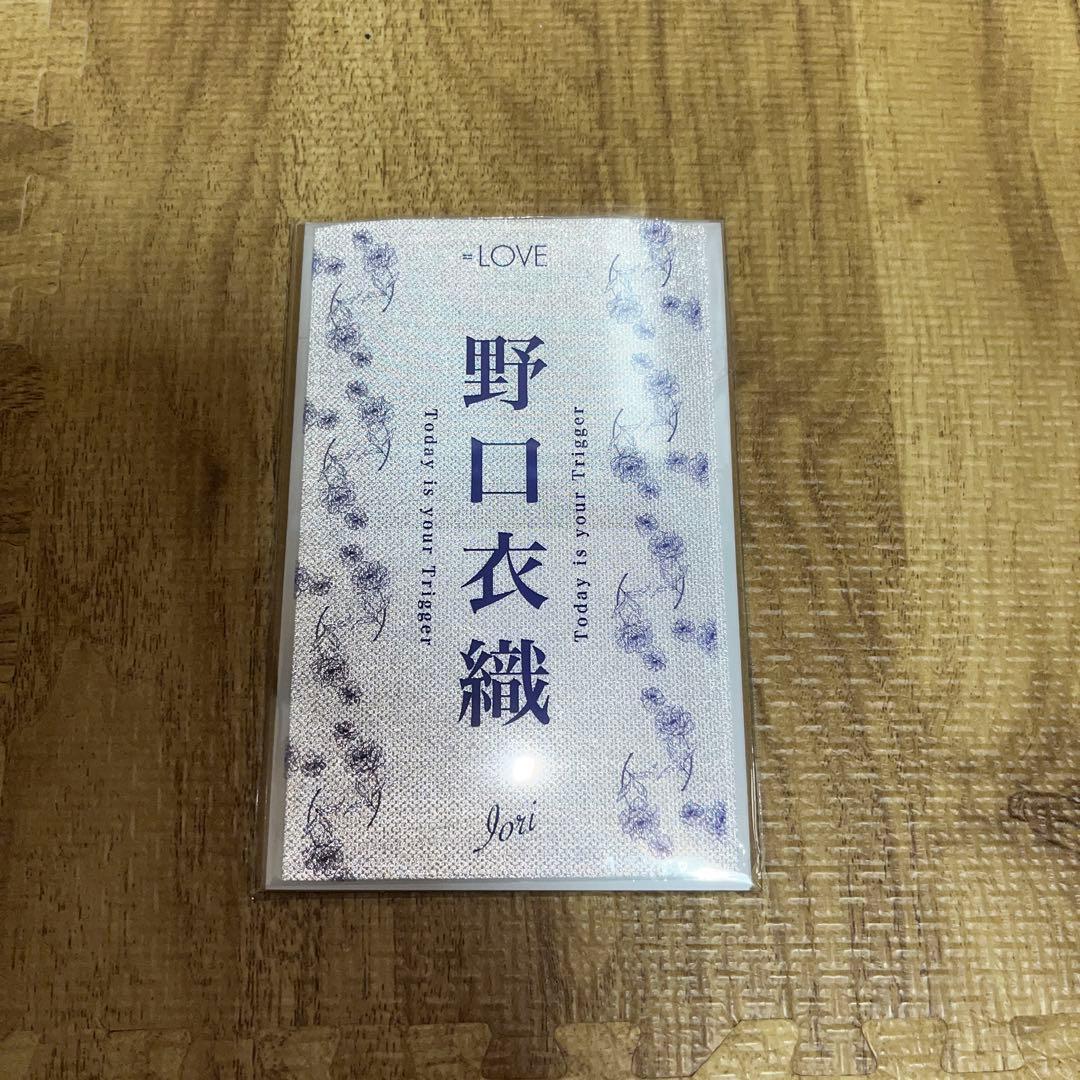 =LOVE
野口衣織
Today is your Trigger
Today is your Trigger
Iori